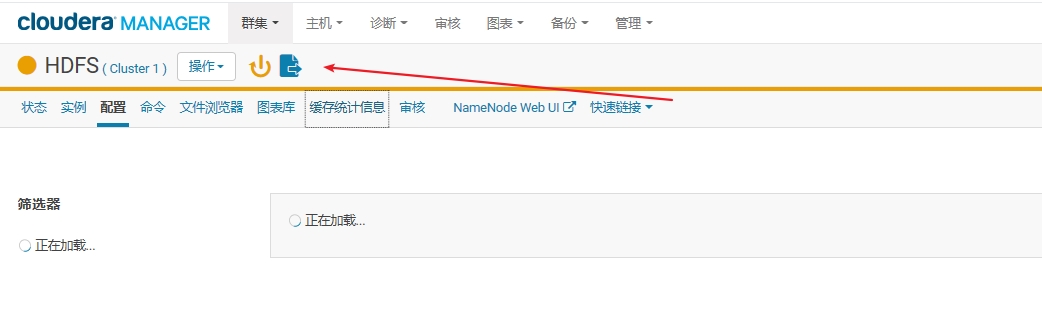 cloudera MANAGER 群集 主机 诊断 审核 图表 备份 管理
HDFS ( Cluster 1 ) 操作
状态 实例 配置 命令 文件浏览器 图表库 缓存统计信息 审核 NameNode Web UI 快速链接
筛选器
正在加载...
正在加载...